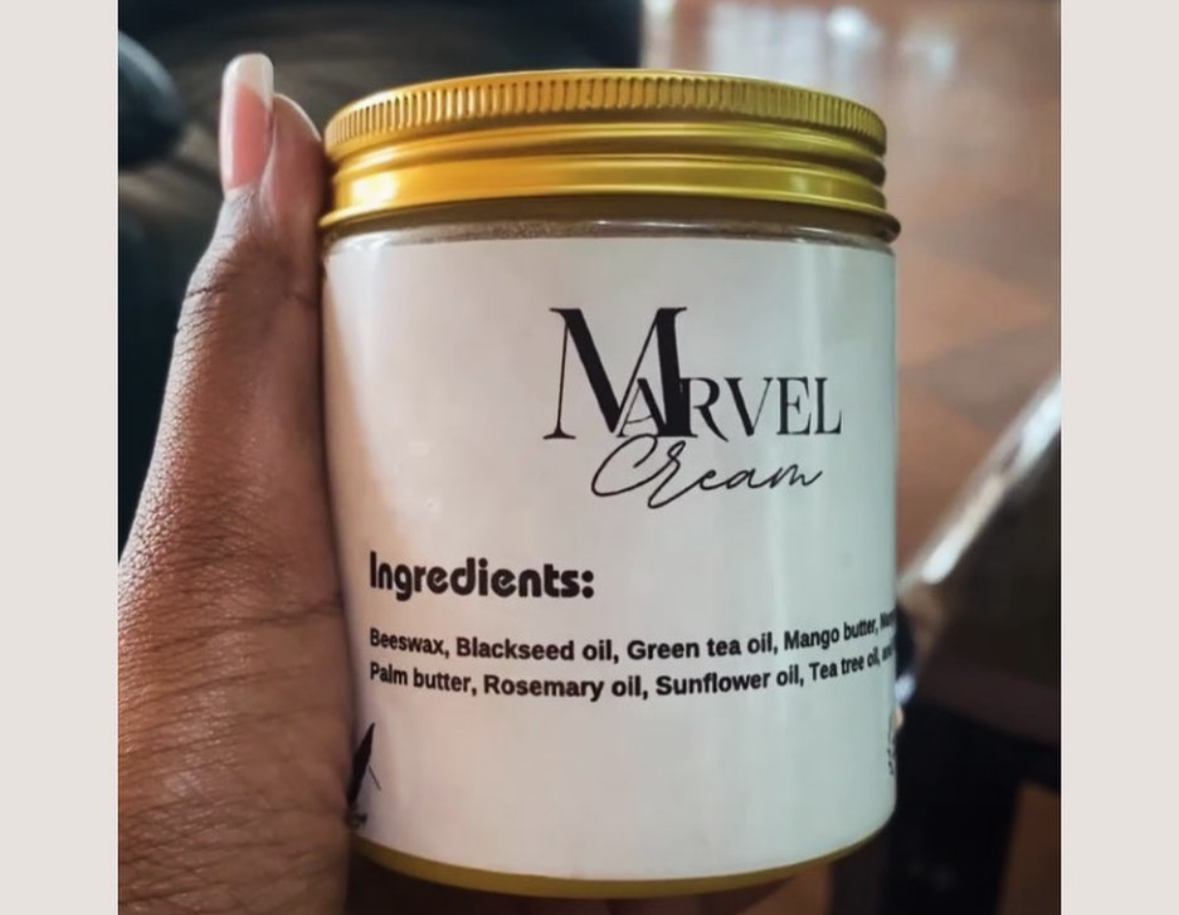 MARVEL
Cream
Ingredients:
Beeswax, Blackseed oil, Green tea oil, Mango butter,
Palm butter, Rosemary oil, Sunflower oil, Tea tree oil, and